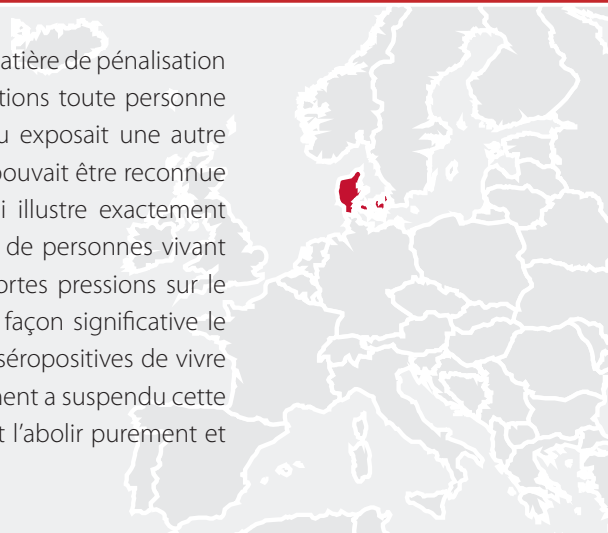 atière de pénalisation
tions toute personne
u exposait une autre
pouvait être reconnue
i illustre exactement
de personnes vivant
ortes pressions sur le
façon significative le
séropositives de vivre
ment a suspendu cette
t l’abolir purement et